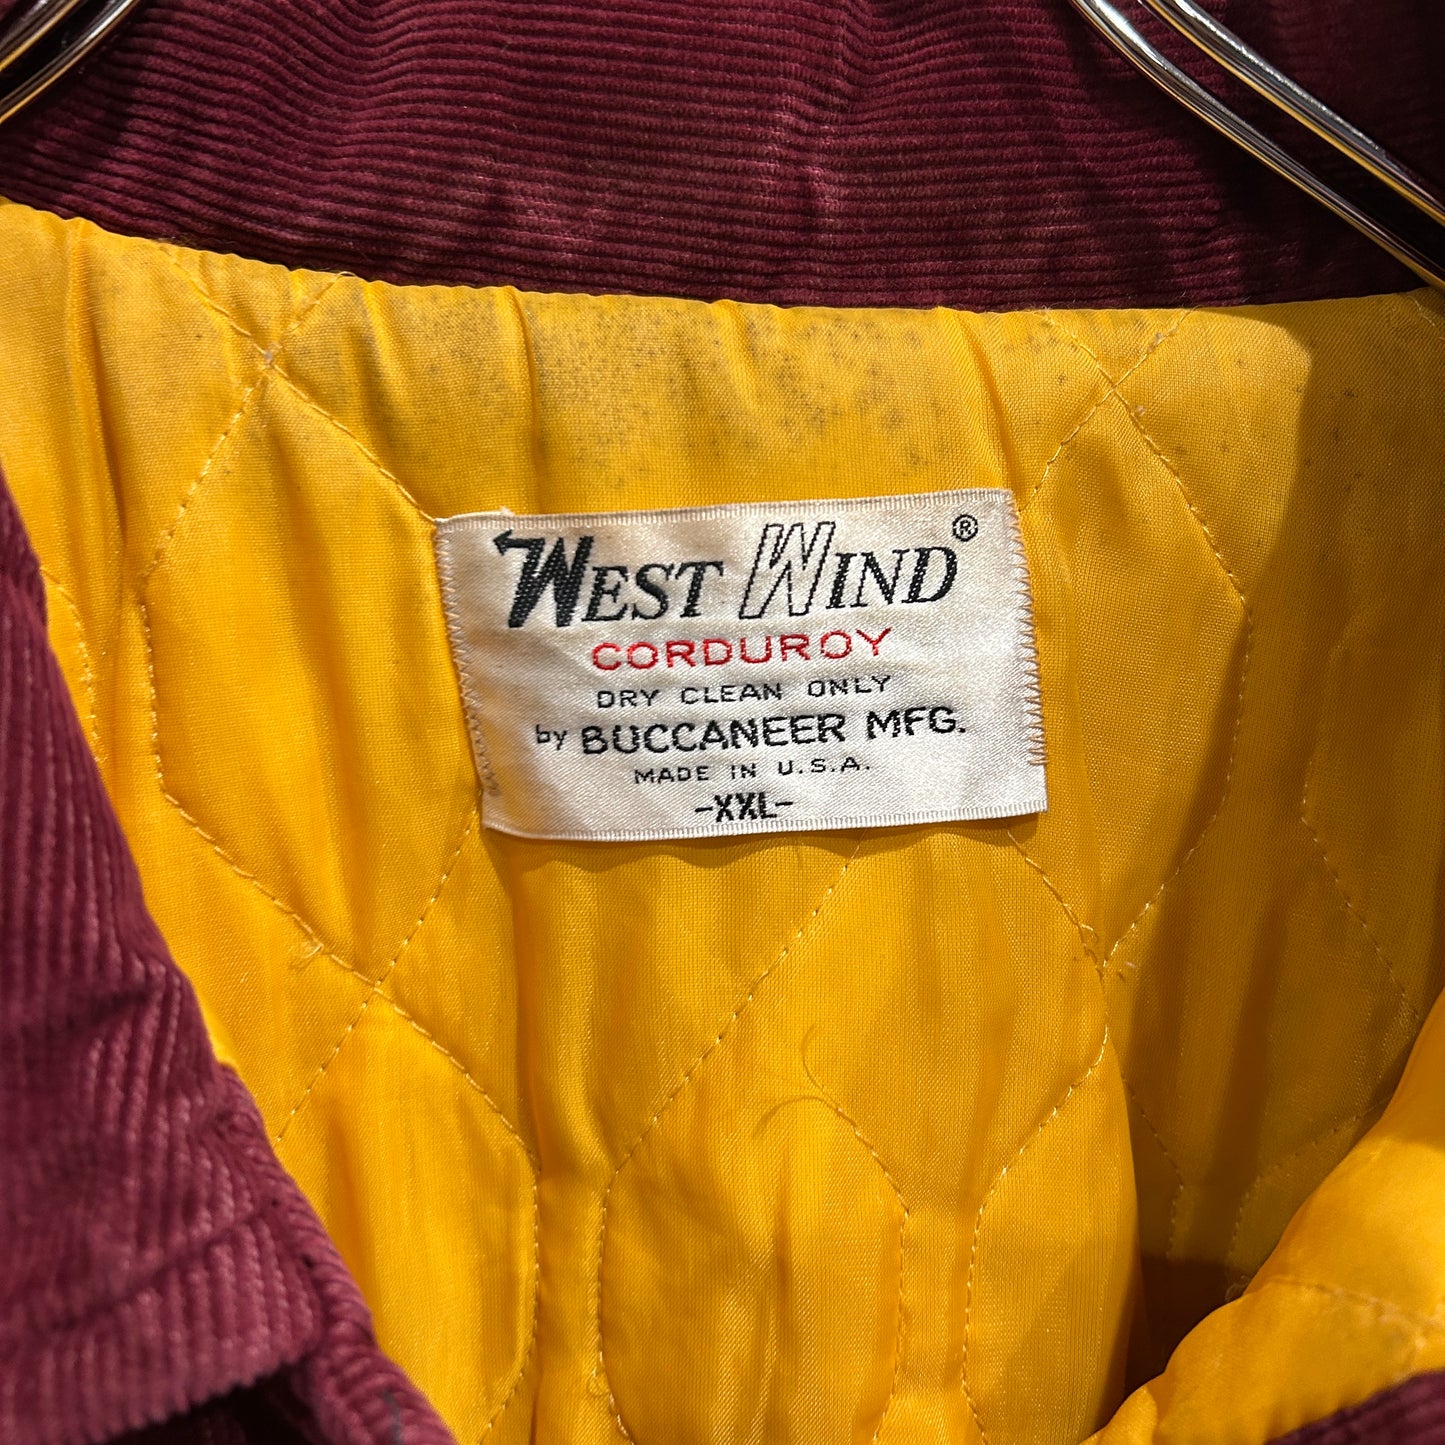 WEST WIND®
CORDUROY
DRY CLEAN ONLY
by BUCCANEER MFG.
MADE IN U.S.A.
-XXL-